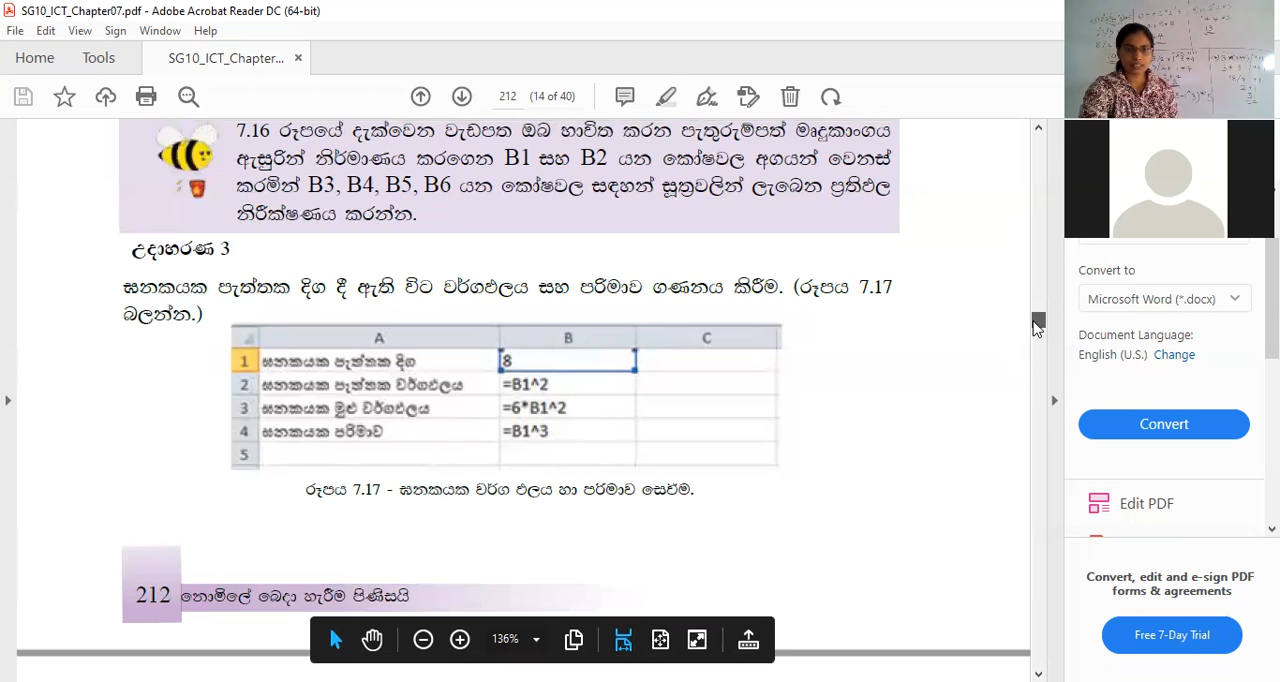 SG10_ICT_Chapter07.pdf - Adobe Acrobat Reader DC (64-bit)
File Edit View Sign Window Help
Home Tools SG10_ICT_Chapter... ×
212 (14 of 40)
7.16 රූපයේ දැක්වෙන වැඩපත ඔබ භාවිත කරන පැතුරුම්පත් මෘදුකාංගය
ඇසුරින් නිර්මාණය කරගෙන B1 සහ B2 යන කෝෂවල අගයන් වෙනස්
කරමින් B3, B4, B5, B6 යන කෝෂවල සඳහන් සූත්‍රවලින් ලැබෙන ප්‍රතිඵල
නිරීක්ෂණය කරන්න.
උදාහරණ 3
ඝනකයක පැත්තක දිග දී ඇති විට වර්ගඵලය සහ පරිමාව ගණනය කිරීම. (රූපය 7.17
බලන්න.)
A B C
1 ඝනකයක පැත්තක දිග 8
2 ඝනකයක පැත්තක වර්ගඵලය =B1^2
3 ඝනකයක මුළු වර්ගඵලය =6*B1^2
4 ඝනකයක පරිමාව =B1^3
5
රූපය 7.17 - ඝනකයක වර්ග ඵලය හා පරිමාව සෙවීම.
212 නොමිලේ බෙදා හැරීම පිණිසයි
136%
Convert to
Microsoft Word (*.docx)
Document Language:
English (U.S.) Change
Convert
Edit PDF
Convert, edit and e-sign PDF
forms & agreements
Free 7-Day Trial